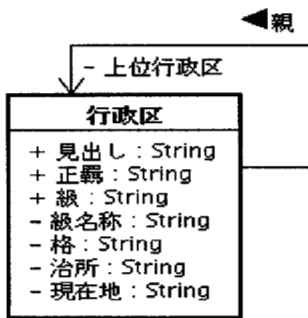 ◀親
- 上位行政区
行政区
+ 見出し : String
+ 正羈 : String
+ 級 : String
- 級名称 : String
- 格 : String
- 治所 : String
- 現在地 : String